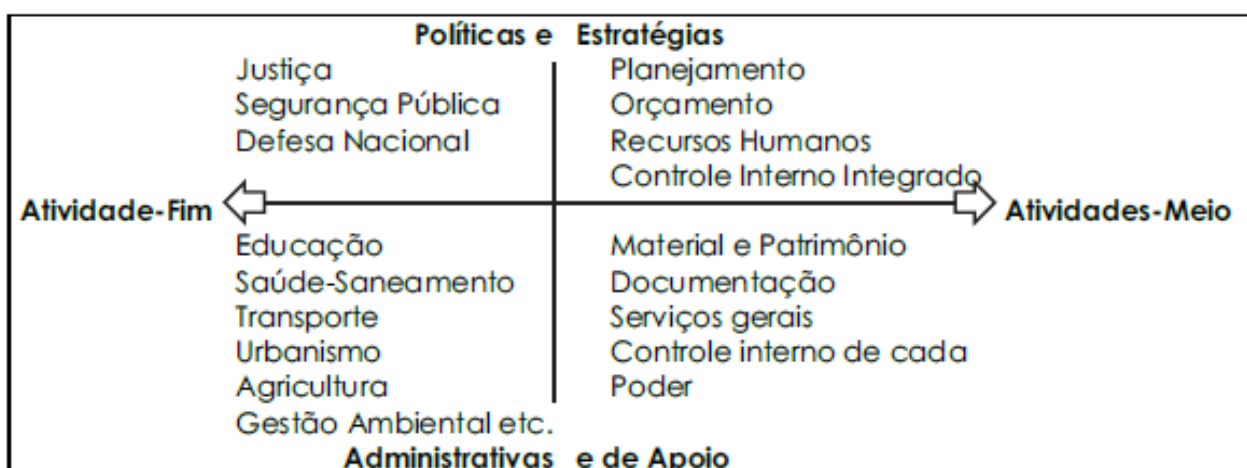 Políticas e Estratégias
Justiça Planejamento
Segurança Pública Orçamento
Defesa Nacional Recursos Humanos
Controle Interno Integrado
Atividade-Fim Atividades-Meio
Educação Material e Patrimônio
Saúde-Saneamento Documentação
Transporte Serviços gerais
Urbanismo Controle interno de cada
Agricultura Poder
Gestão Ambiental etc.
Administrativas e de Apoio